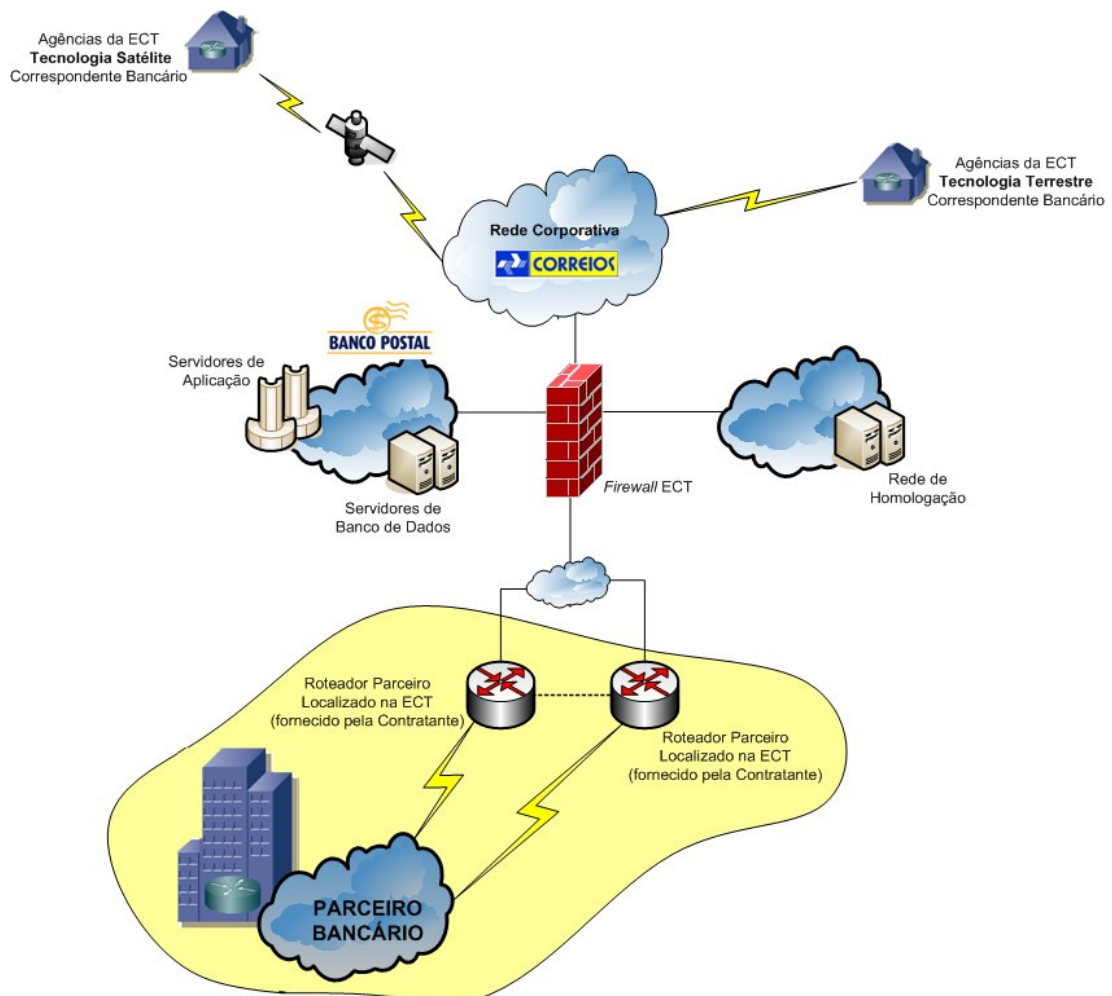 Agências da ECT
Tecnologia Satélite
Correspondente Bancário
Agências da ECT
Tecnologia Terrestre
Correspondente Bancário
Rede Corporativa
CORREIOS
BANCO POSTAL
Servidores de
Aplicação
Servidores de
Banco de Dados
Firewall ECT
Rede de
Homologação
Roteador Parceiro
Localizado na ECT
(fornecido pela Contratante)
Roteador Parceiro
Localizado na ECT
(fornecido pela Contratante)
PARCEIRO
BANCÁRIO